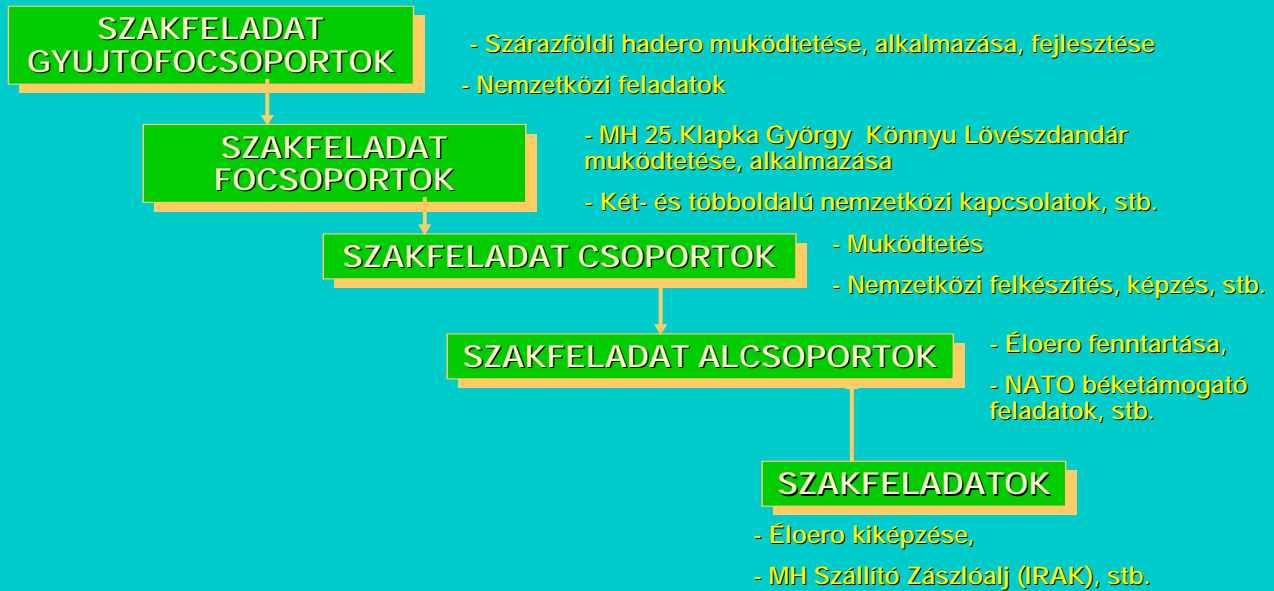 SZAKFELADAT
GYUJTOFOCSOPORTOK
- Szárazföldi hadero muködtetése, alkalmazása, fejlesztése
- Nemzetközi feladatok
SZAKFELADAT
FOCSOPORTOK
- MH 25.Klapka György Könnyu Lövészdandár
muködtetése, alkalmazása
- Két- és többoldalú nemzetközi kapcsolatok, stb.
SZAKFELADAT CSOPORTOK
- Muködtetés
- Nemzetközi felkészítés, képzés, stb.
SZAKFELADAT ALCSOPORTOK
- Éloero fenntartása,
- NATO béketámogató
feladatok, stb.
SZAKFELADATOK
- Éloero kiképzése,
- MH Szállító Zászlóalj (IRAK), stb.